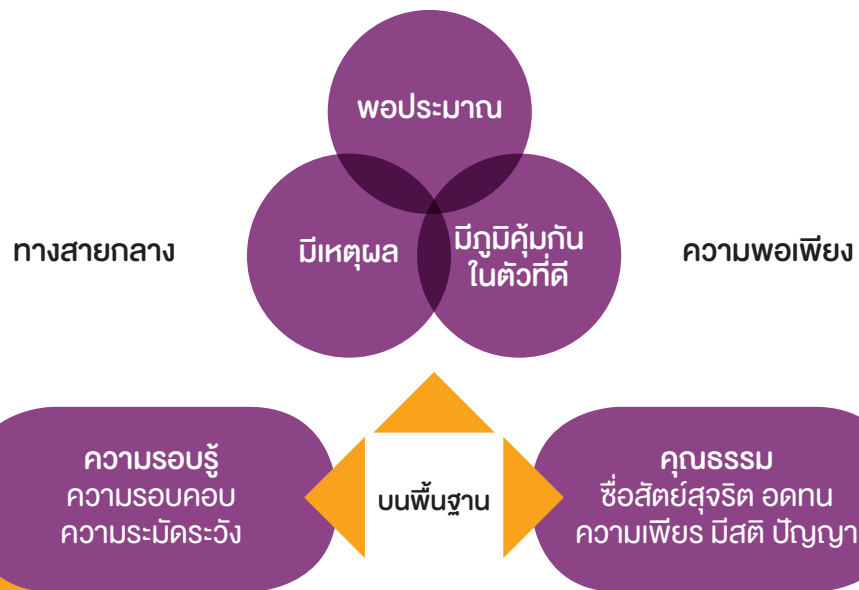 พอประมาณ
ทางสายกลาง
มีเหตุผล
มีภูมิคุ้มกัน
ในตัวที่ดี
ความพอเพียง
ความรอบรู้
ความรอบคอบ
ความระมัดระวัง
บนพื้นฐาน
คุณธรรม
ซื่อสัตย์สุจริต อดทน
ความเพียร มีสติ ปัญญา